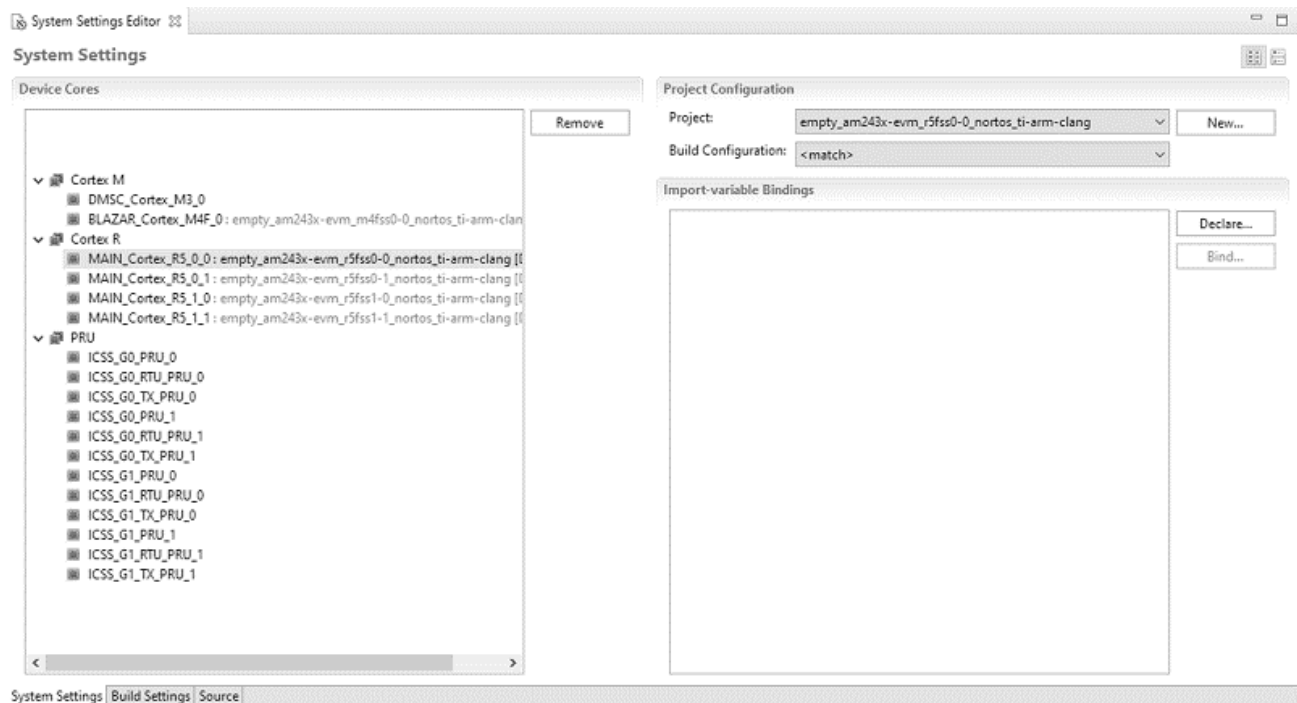 System Settings Editor
System Settings
Device Cores
Remove
Cortex M
DMSC_Cortex_M3_0
BLAZAR_Cortex_M4F_0 : empty_am243x-evm_m4fss0-0_nortos_ti-arm-clan
Cortex R
MAIN_Cortex_R5_0_0 : empty_am243x-evm_r5fss0-0_nortos_ti-arm-clang [[
MAIN_Cortex_R5_0_1 : empty_am243x-evm_r5fss0-1_nortos_ti-arm-clang [[
MAIN_Cortex_R5_1_0 : empty_am243x-evm_r5fss1-0_nortos_ti-arm-clang [[
MAIN_Cortex_R5_1_1 : empty_am243x-evm_r5fss1-1_nortos_ti-arm-clang [[
PRU
ICSS_G0_PRU_0
ICSS_G0_RTU_PRU_0
ICSS_G0_TX_PRU_0
ICSS_G0_PRU_1
ICSS_G0_RTU_PRU_1
ICSS_G0_TX_PRU_1
ICSS_G1_PRU_0
ICSS_G1_RTU_PRU_0
ICSS_G1_TX_PRU_0
ICSS_G1_PRU_1
ICSS_G1_RTU_PRU_1
ICSS_G1_TX_PRU_1
Project Configuration
Project: empty_am243x-evm_r5fss0-0_nortos_ti-arm-clang New...
Build Configuration: <match>
Import-variable Bindings
Declare...
Bind...
System Settings Build Settings Source